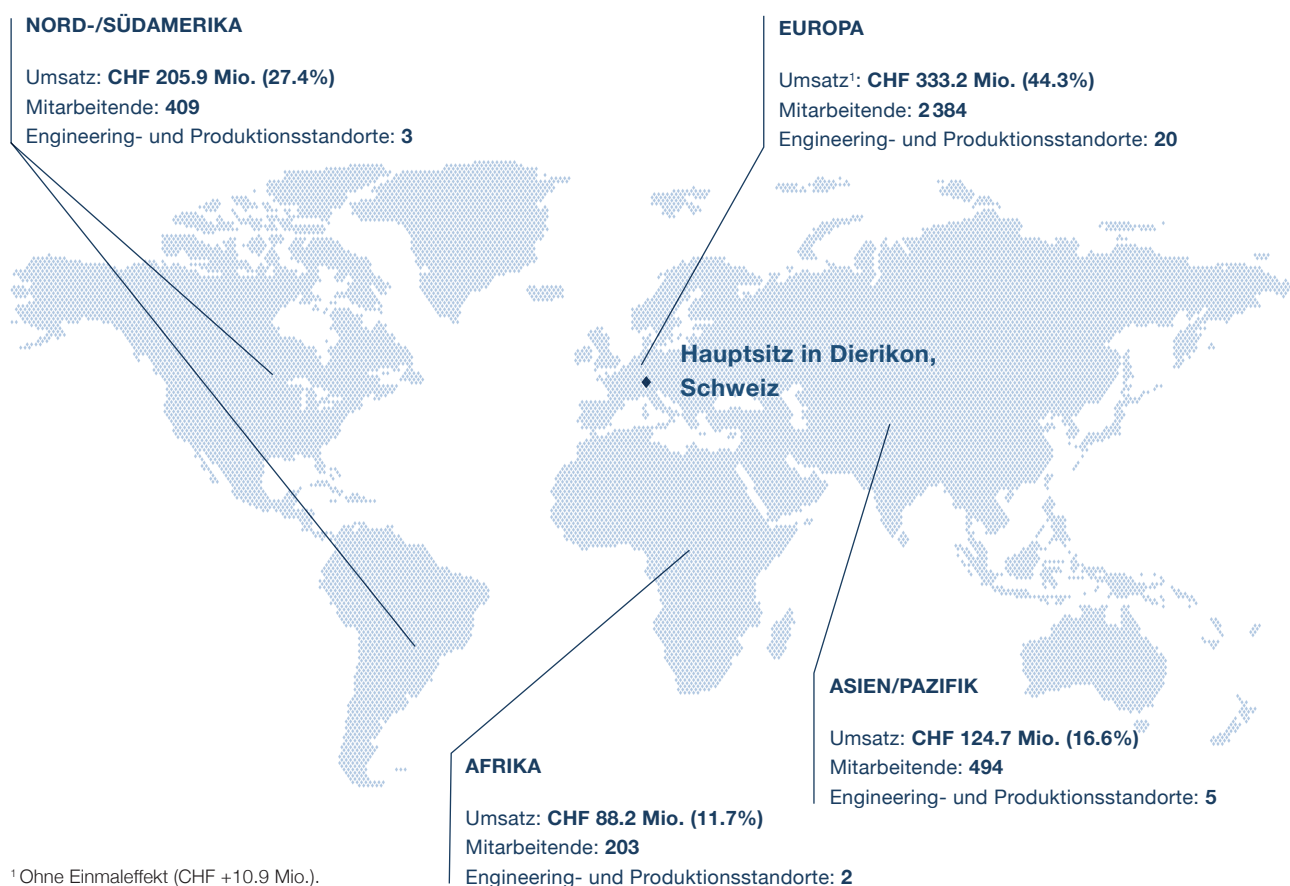 NORD-/SÜDAMERIKA
Umsatz: CHF 205.9 Mio. (27.4%)
Mitarbeitende: 409
Engineering- und Produktionsstandorte: 3
EUROPA
Umsatz¹: CHF 333.2 Mio. (44.3%)
Mitarbeitende: 2 384
Engineering- und Produktionsstandorte: 20
Hauptsitz in Dierikon,
Schweiz
ASIEN/PAZIFIK
Umsatz: CHF 124.7 Mio. (16.6%)
Mitarbeitende: 494
Engineering- und Produktionsstandorte: 5
AFRIKA
Umsatz: CHF 88.2 Mio. (11.7%)
Mitarbeitende: 203
Engineering- und Produktionsstandorte: 2
¹ Ohne Einmaleffekt (CHF +10.9 Mio.).